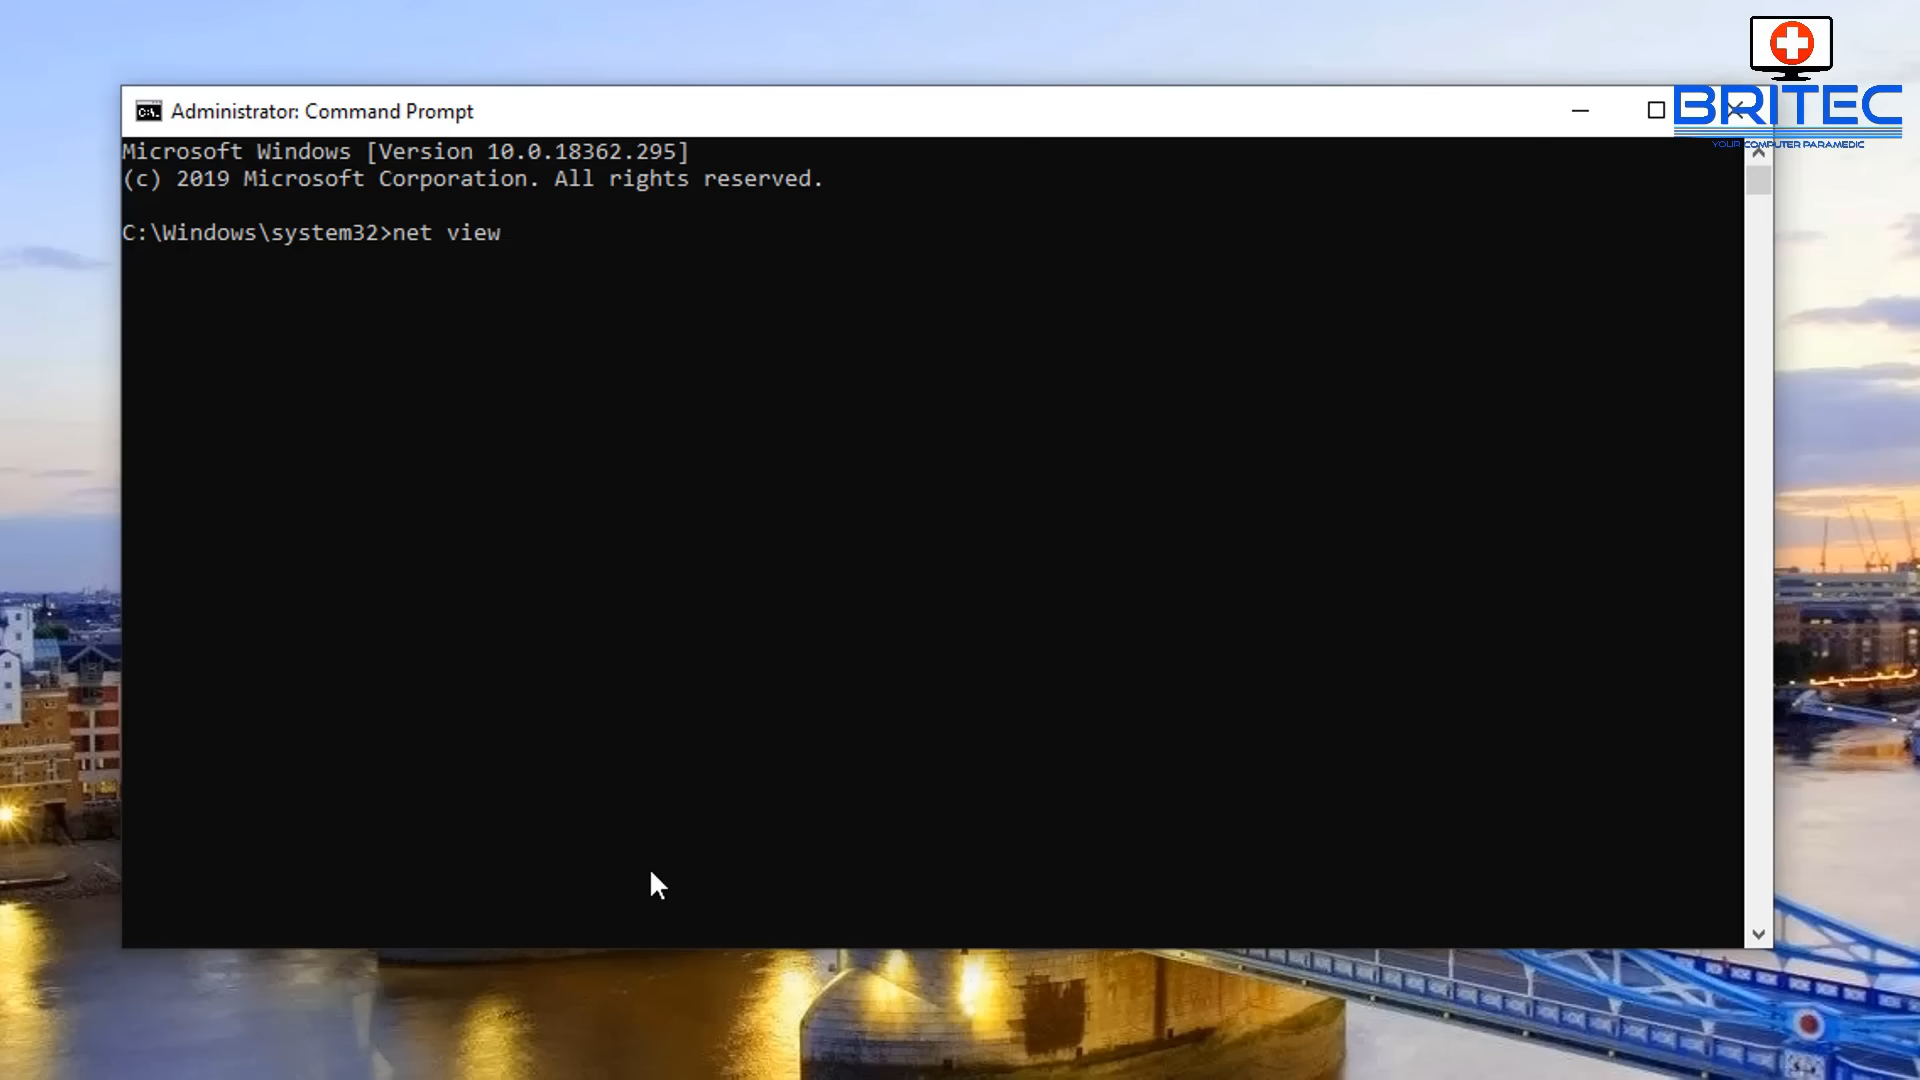 BRITEC
YOUR COMPUTER PARAMEDIC
Administrator: Command Prompt
Microsoft Windows [Version 10.0.18362.295]
(c) 2019 Microsoft Corporation. All rights reserved.
C:\Windows\system32>net view